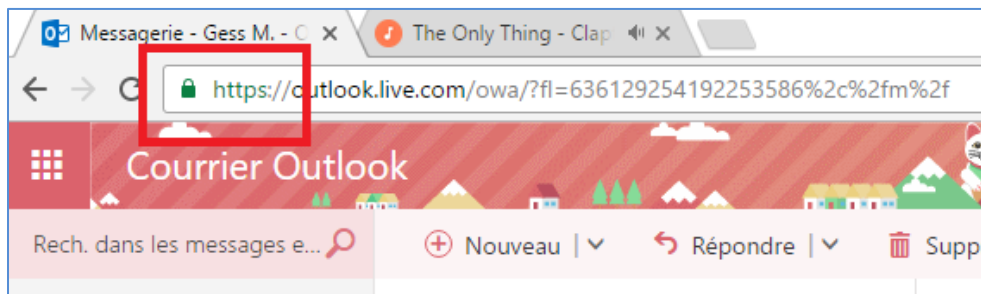 Messagerie - Gess M. - O
The Only Thing - Clap
https://outlook.live.com/owa/?fl=636129254192253586%2c%2fm%2f
Courrier Outlook
Rech. dans les messages e... Nouveau | Répondre | Supp